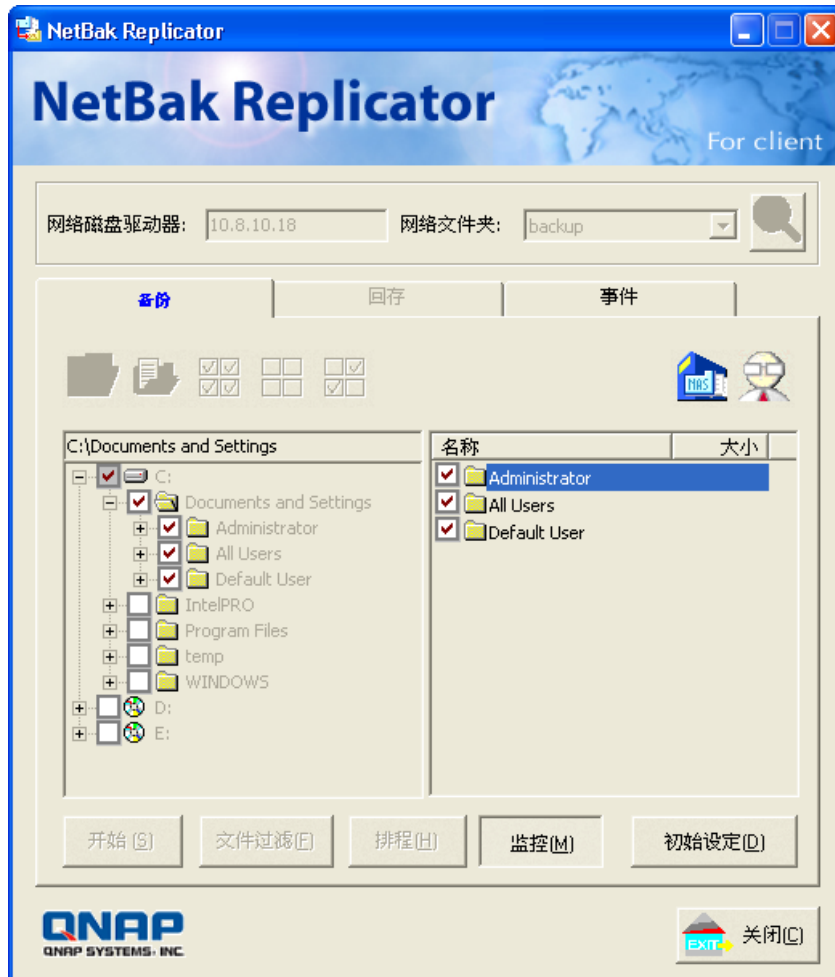 NetBak Replicator
NetBak Replicator
For client
网络磁盘驱动器: 10.8.10.18 网络文件夹: backup
备份 回存 事件
NAS
C:\Documents and Settings
名称 大小
C:
Documents and Settings
Administrator
All Users
Default User
IntelPRO
Program Files
temp
WINDOWS
D:
E:
Administrator
All Users
Default User
开始 (S) 文件过滤(F) 排程(H) 监控(M) 初始设定(D)
QNAP
QNAP SYSTEMS, INC.
EXIT 关闭(C)